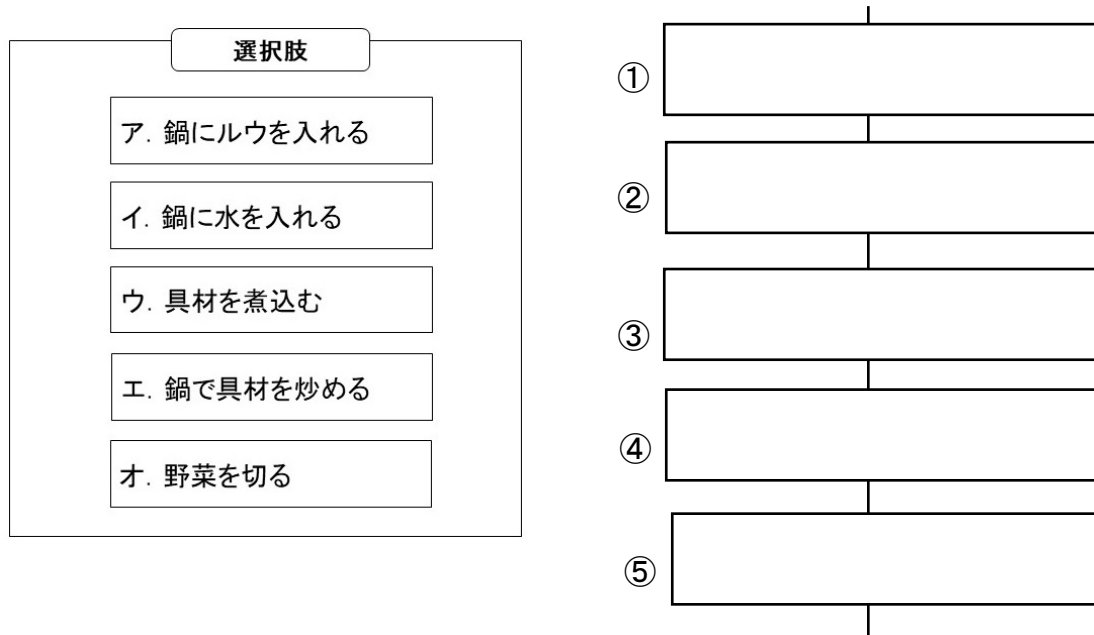 選択肢
ア. 鍋にルウを入れる
イ. 鍋に水を入れる
ウ. 具材を煮込む
エ. 鍋で具材を炒める
オ. 野菜を切る
①
②
③
④
⑤